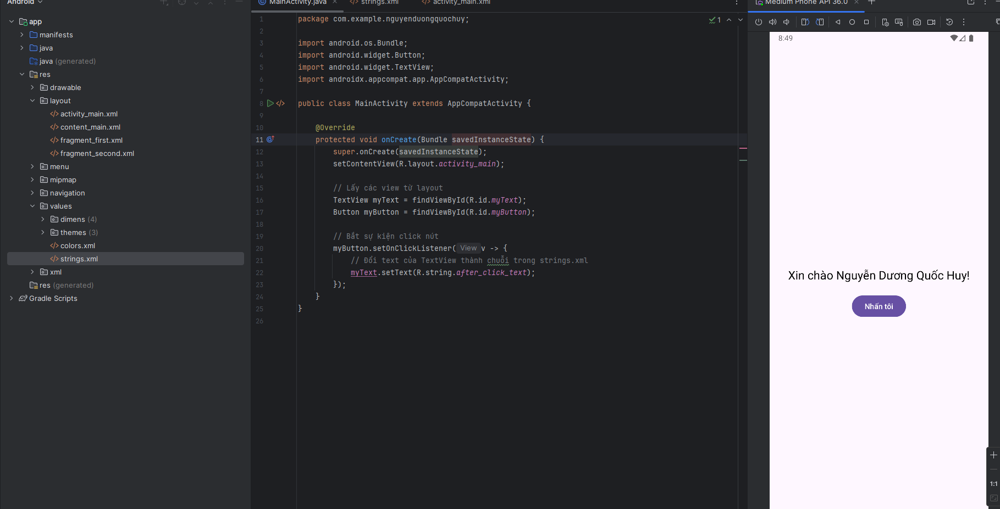 Android
app
manifests
java
java (generated)
res
drawable
layout
activity_main.xml
content_main.xml
fragment_first.xml
fragment_second.xml
menu
mipmap
navigation
values
dimens (4)
themes (3)
colors.xml
strings.xml
xml
res (generated)
Gradle Scripts
MainActivity.java
strings.xml
activity_main.xml
1
1 package com.example.nguyenduongquochuy;
2
3 import android.os.Bundle;
4 import android.widget.Button;
5 import android.widget.TextView;
6 import androidx.appcompat.app.AppCompatActivity;
7
8 public class MainActivity extends AppCompatActivity {
9
10 @Override
11 protected void onCreate(Bundle savedInstanceState) {
12 super.onCreate(savedInstanceState);
13 setContentView(R.layout.activity_main);
14
15 // Lấy các view từ layout
16 TextView myText = findViewById(R.id.myText);
17 Button myButton = findViewById(R.id.myButton);
18
19 // Bắt sự kiện click nút
20 myButton.setOnClickListener( View v -> {
21 // Đổi text của TextView thành chuỗi trong strings.xml
22 myText.setText(R.string.after_click_text);
23 });
24 }
25 }
26
Medium Phone API 36.0
8:49
Xin chào Nguyễn Dương Quốc Huy!
Nhấn tôi
1:1